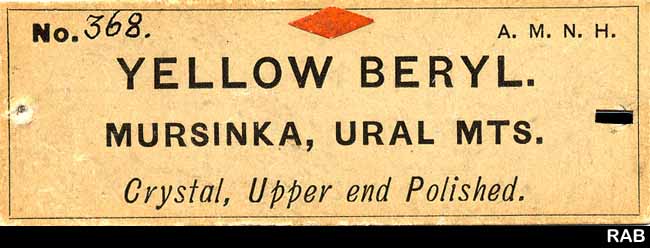 No. 368. A. M. N. H.
YELLOW BERYL.
MURSINKA, URAL MTS.
Crystal, Upper end Polished.
RAB